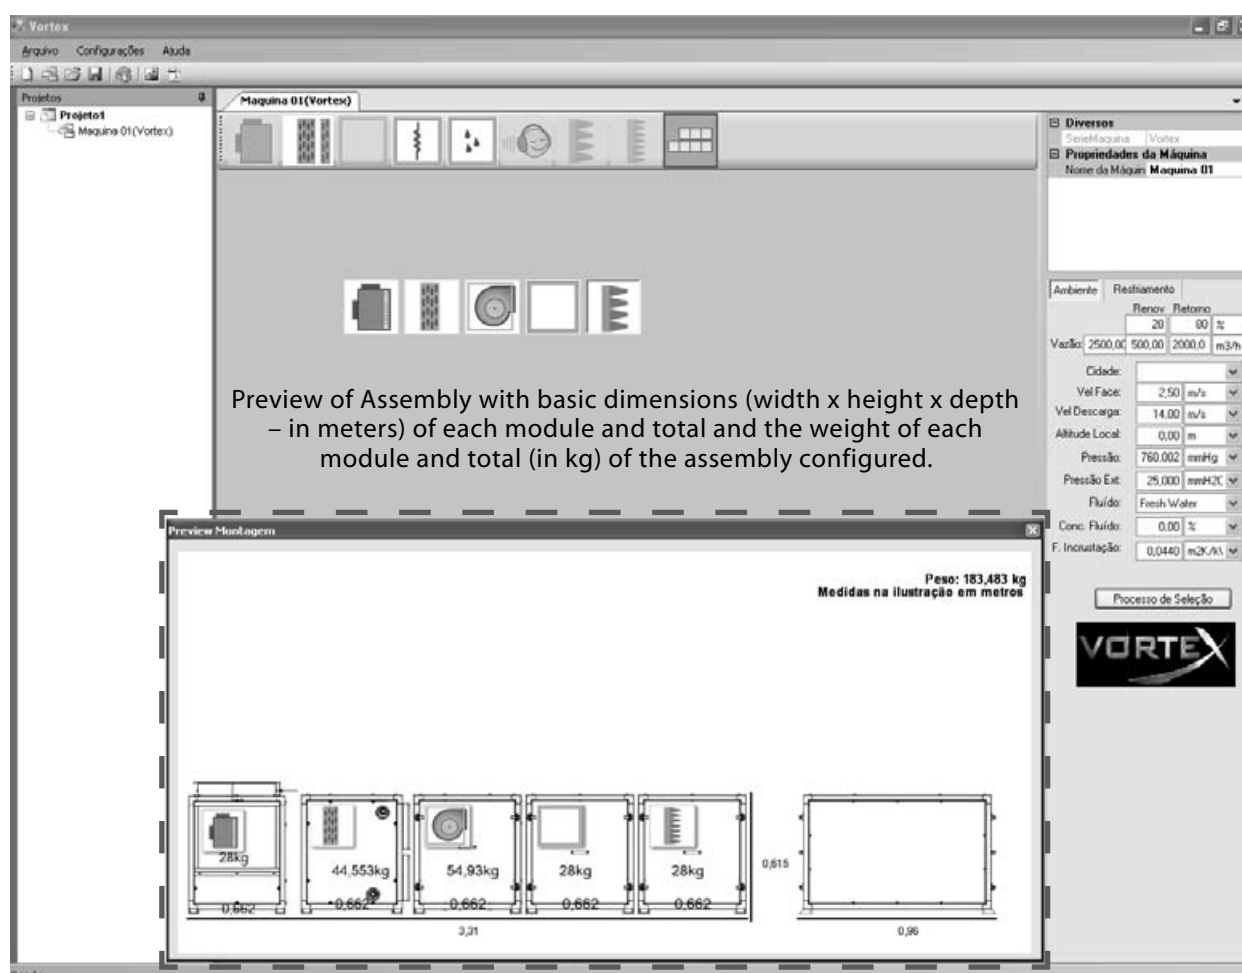 Vortex
Arquivo Configurações Ajuda
Projetos
Projeto1
Maquina 01(Vortex)
Maquina 01(Vortex)
Diversos
SerieMaquina Vortex
Propriedades da Máquina
Nome da Máquin Maquina 01
Ambiente Resfriamento
Renov Retorno
20 80 %
Vazão: 2500,00 500,00 2000,0 m3/h
Cidade:
Vel Face: 2,50 m/s
Vel Descarga: 14,00 m/s
Altitude Local: 0,00 m
Pressão: 760,002 mmHg
Pressão Ext: 25,000 mmH2C
Fluído: Fresh Water
Conc. Fluído: 0,00 %
F. Incrustação: 0,0440 m2K/k\
Processo de Seleção
VORTEX
Preview of Assembly with basic dimensions (width x height x depth
– in meters) of each module and total and the weight of each
module and total (in kg) of the assembly configured.
Preview Montagem
Peso: 183,483 kg
Medidas na ilustração em metros
28kg 44,553kg 54,93kg 28kg 28kg
0,615
0,662 0,662 0,662 0,662 0,662
3,31 0,96